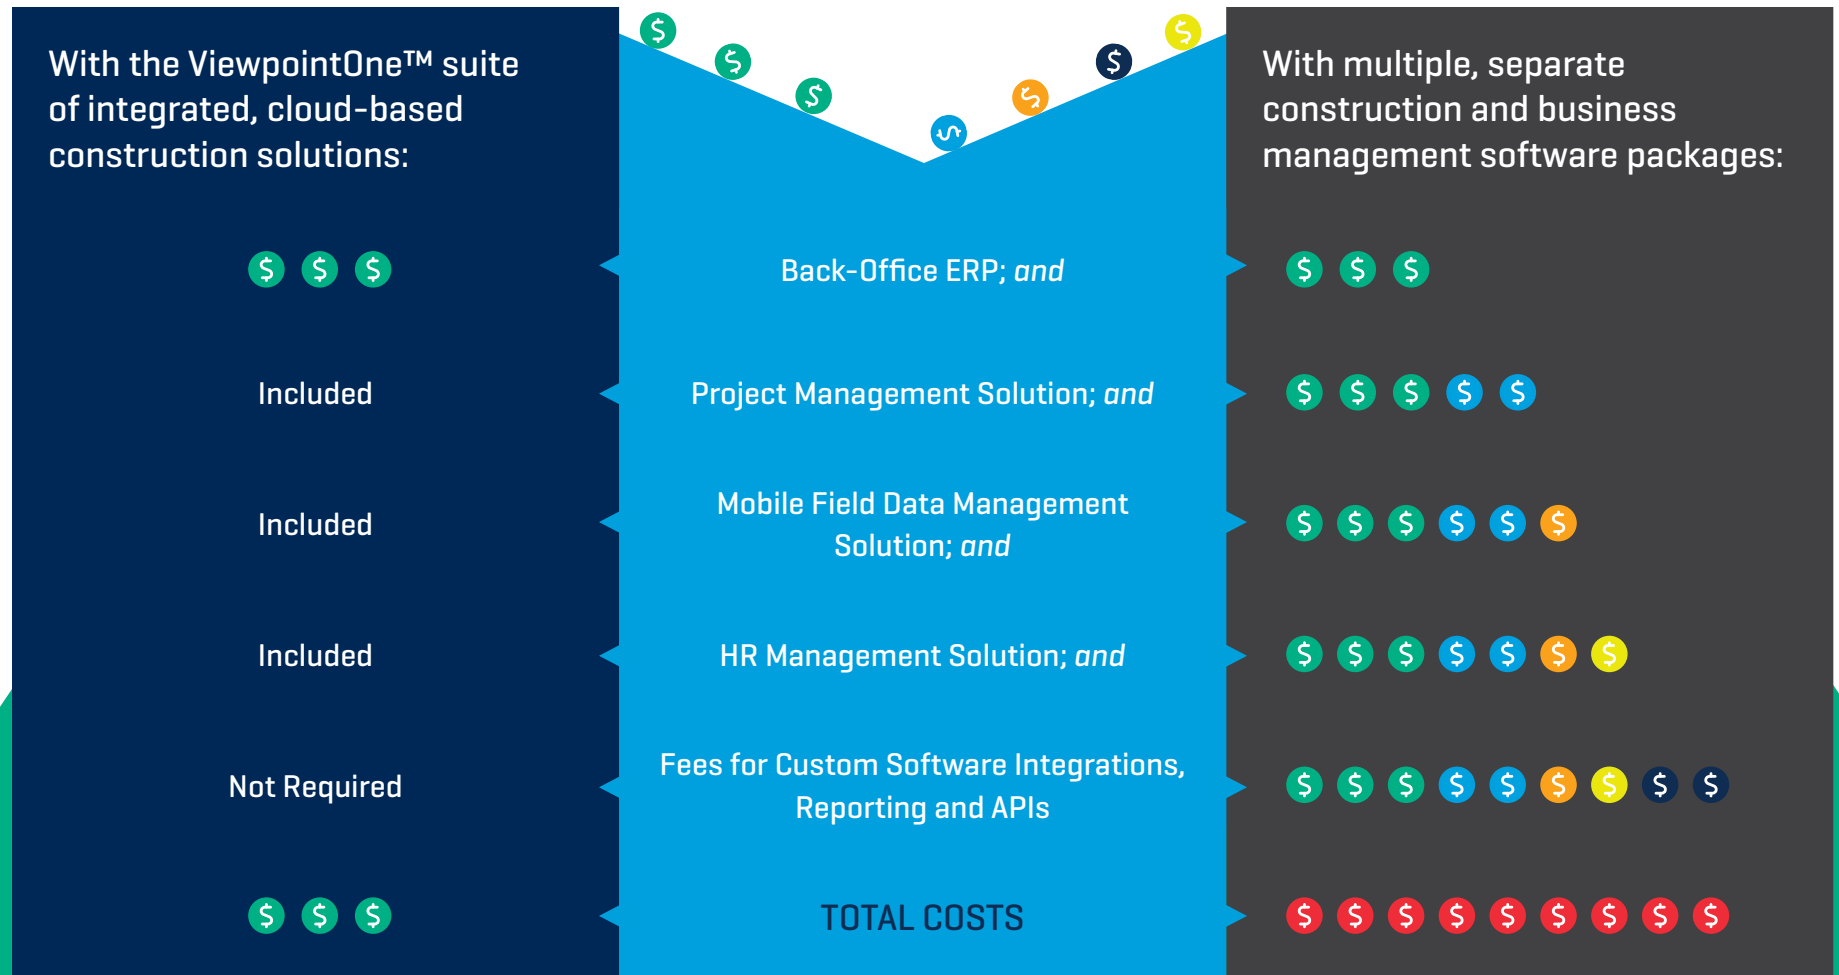 With the ViewpointOne™ suite
of integrated, cloud-based
construction solutions:
With multiple, separate
construction and business
management software packages:
$ $ $ $ $ $ $
$ $ $
Back-Office ERP; and
$ $ $
Included
Project Management Solution; and
$ $ $ $ $
Included
Mobile Field Data Management
Solution; and
$ $ $ $ $ $
Included
HR Management Solution; and
$ $ $ $ $ $ $
Not Required
Fees for Custom Software Integrations,
Reporting and APIs
$ $ $ $ $ $ $ $ $
$ $ $
TOTAL COSTS
$ $ $ $ $ $ $ $ $